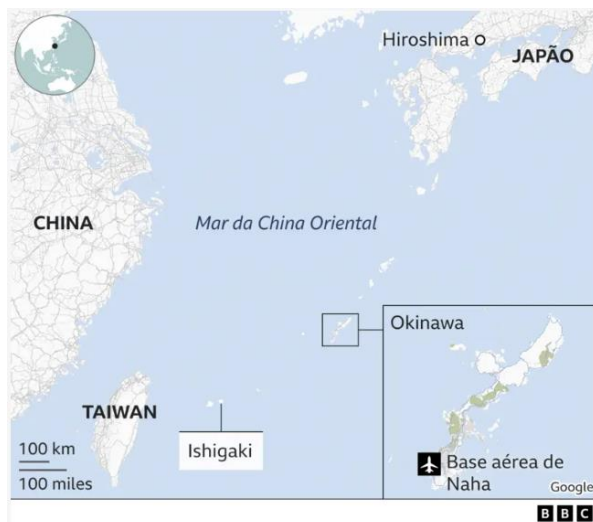 Hiroshima
JAPÃO
CHINA
Mar da China Oriental
Okinawa
TAIWAN
Ishigaki
100 km
100 miles
Base aérea de
Naha
Google
BBC